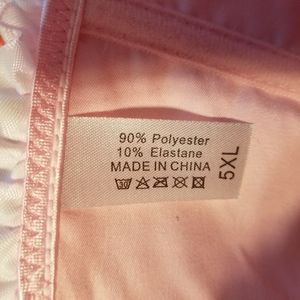 90% Polyester
10% Elastane
MADE IN CHINA
5XL